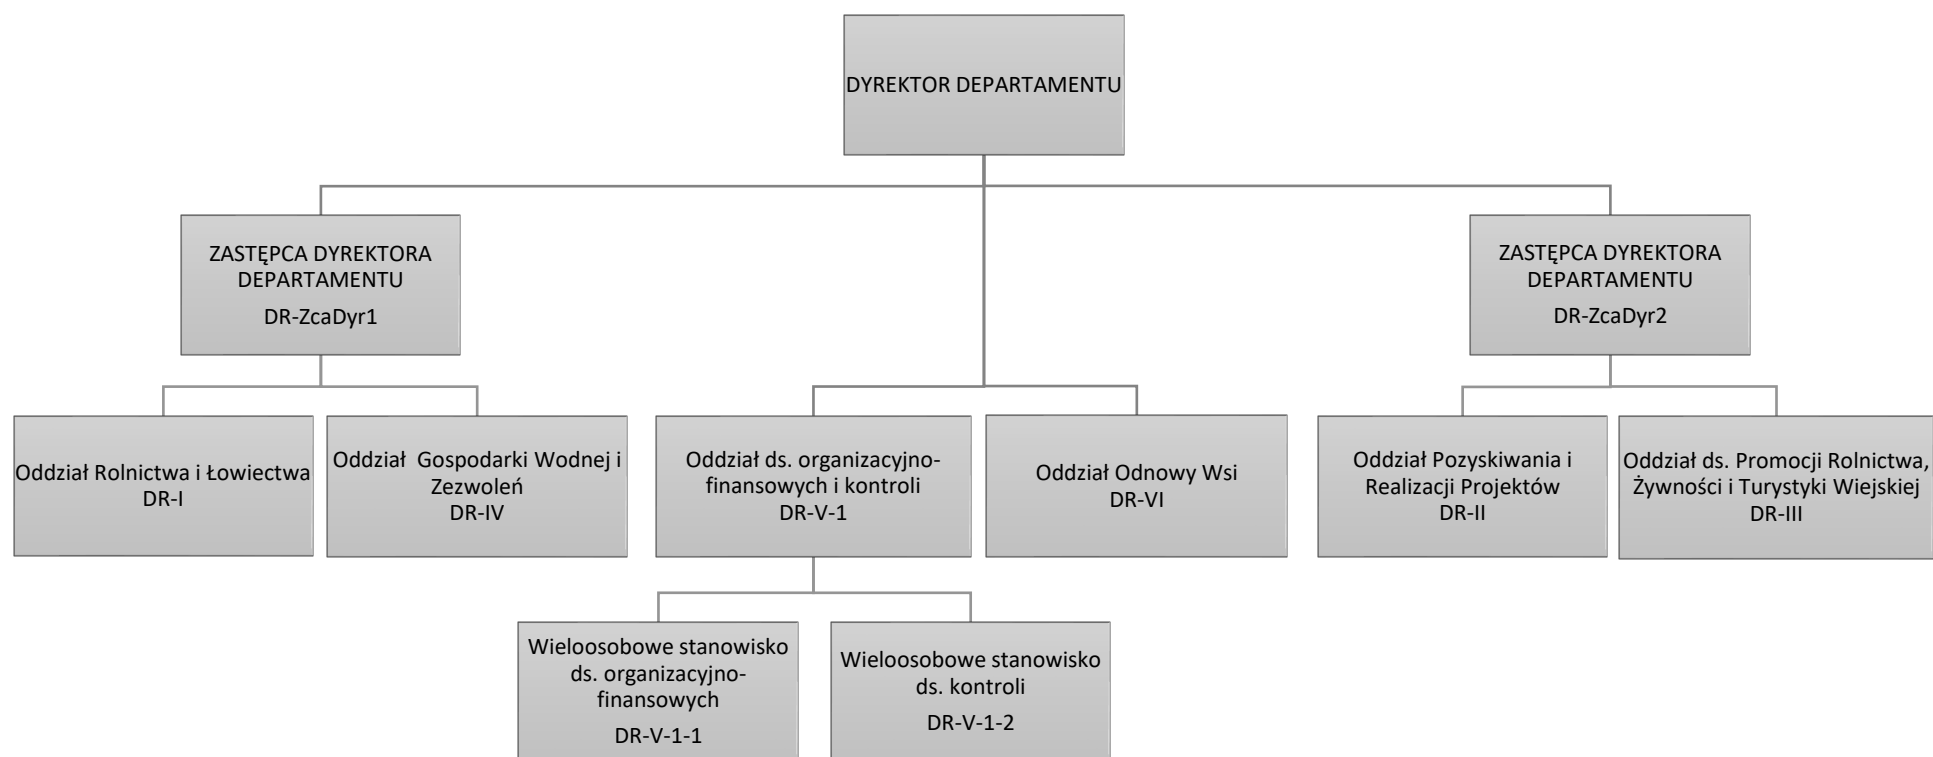 DYREKTOR DEPARTAMENTU
ZASTĘPCA DYREKTORA
DEPARTAMENTU
DR-ZcaDyr1
ZASTĘPCA DYREKTORA
DEPARTAMENTU
DR-ZcaDyr2
Oddział Rolnictwa i Łowiectwa
DR-I
Oddział  Gospodarki Wodnej i
Zezwoleń
DR-IV
Oddział ds. organizacyjno-
finansowych i kontroli
DR-V-1
Oddział Odnowy Wsi
DR-VI
Oddział Pozyskiwania i
Realizacji Projektów
DR-II
Oddział ds. Promocji Rolnictwa,
Żywności i Turystyki Wiejskiej
DR-III
Wieloosobowe stanowisko
ds. organizacyjno-
finansowych
DR-V-1-1
Wieloosobowe stanowisko
ds. kontroli
DR-V-1-2